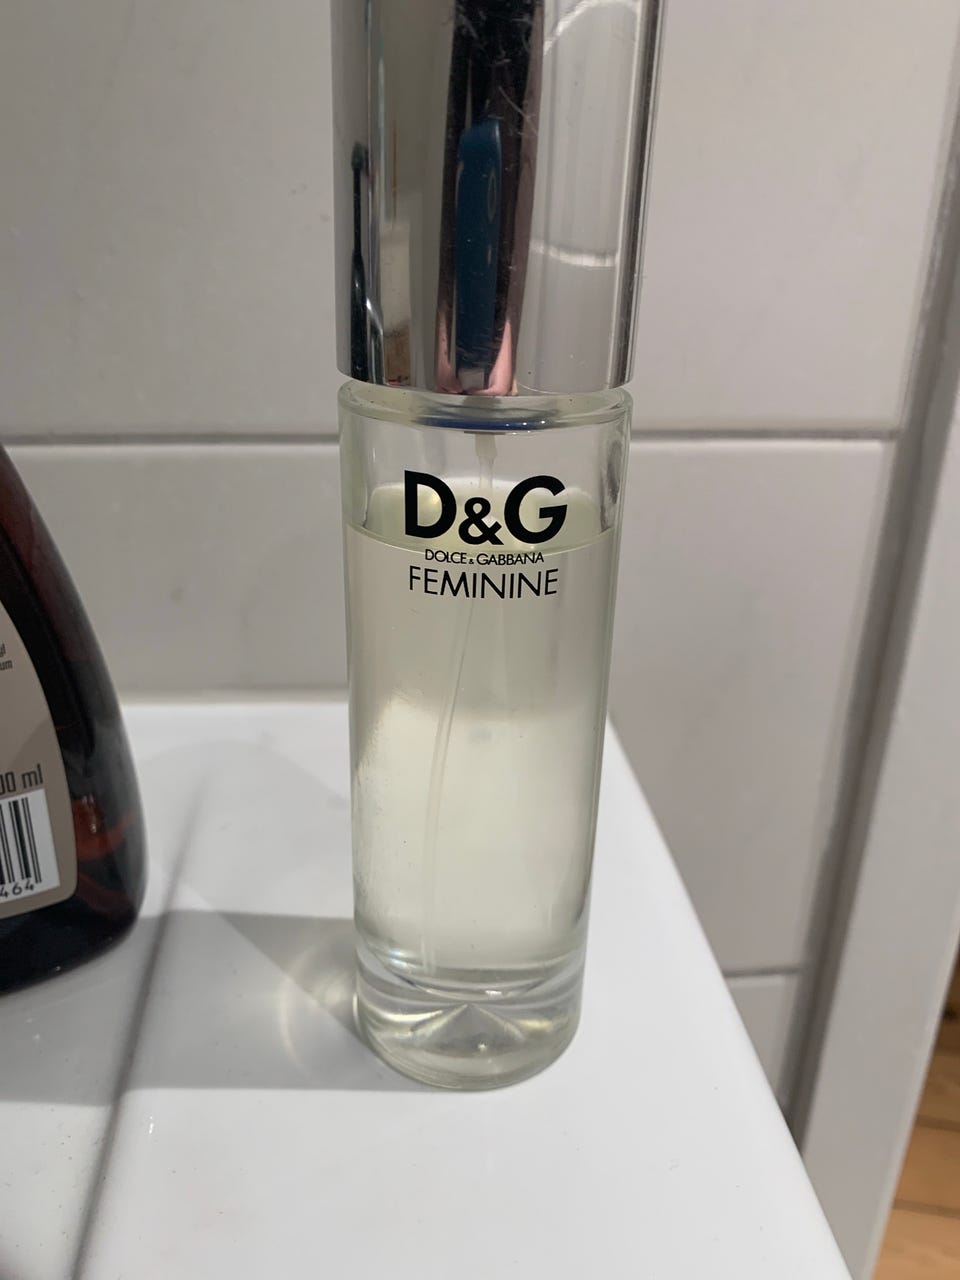 D&G
DOLCE & GABBANA
FEMININE
00 ml
464